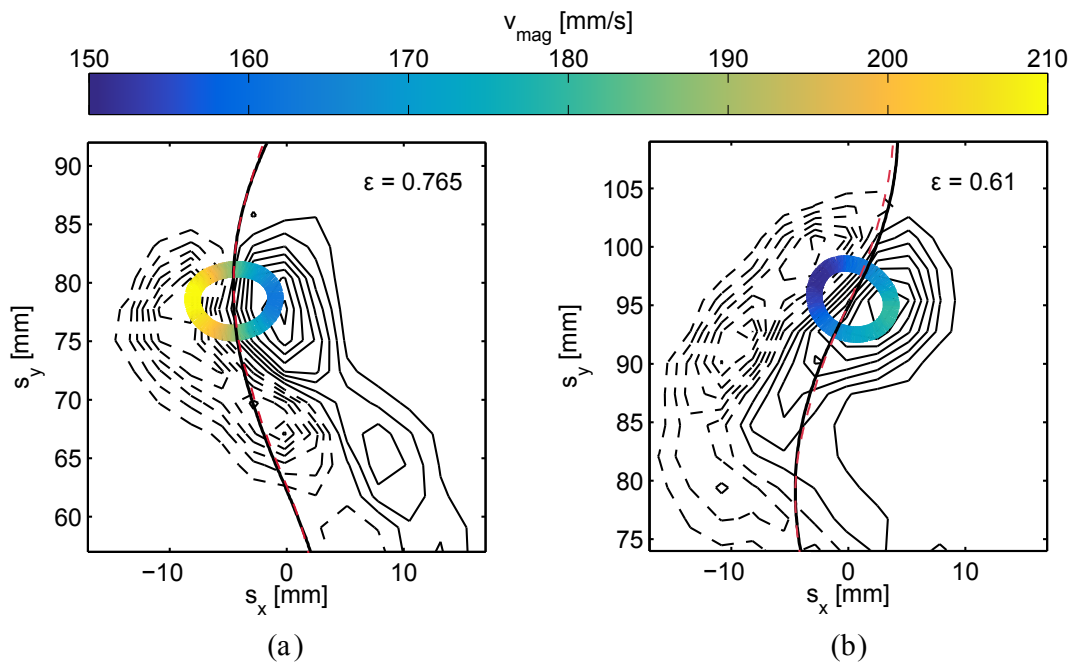 v_mag [mm/s]
150 160 170 180 190 200 210
ε = 0.765
90
85
80
75
70
65
60
s_y [mm]
−10 0 10
s_x [mm]
(a)
ε = 0.61
105
100
95
90
85
80
75
s_y [mm]
−10 0 10
s_x [mm]
(b)